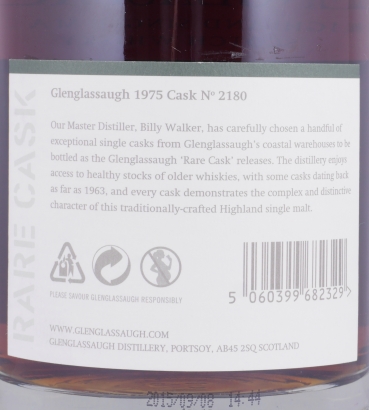 Glenglassaugh 1975 Cask Nº 2180
Our Master Distiller, Billy Walker, has carefully chosen a handful of
exceptional single casks from Glenglassaugh's coastal warehouses to be
bottled as the Glenglassaugh 'Rare Cask' releases. The distillery enjoys
access to healthy stocks of older whiskies, with some casks dating back
as far as 1963, and every cask demonstrates the complex and distinctive
character of this traditionally-crafted Highland single malt.
RARE CASK
PLEASE SAVOUR GLENGLASSAUGH RESPONSIBLY
5 060399 682329
WWW.GLENGLASSAUGH.COM
GLENGLASSAUGH DISTILLERY, PORTSOY, AB45 2SQ SCOTLAND
2015/09/08 14:44